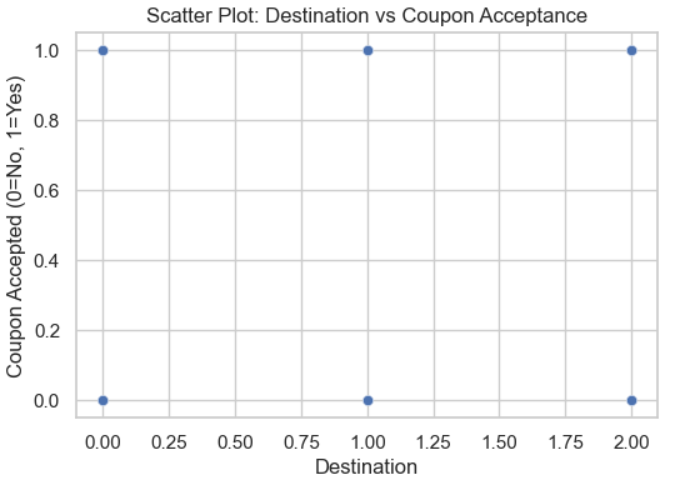 Scatter Plot: Destination vs Coupon Acceptance
Coupon Accepted (0=No, 1=Yes)
1.0
0.8
0.6
0.4
0.2
0.0
0.00 0.25 0.50 0.75 1.00 1.25 1.50 1.75 2.00
Destination